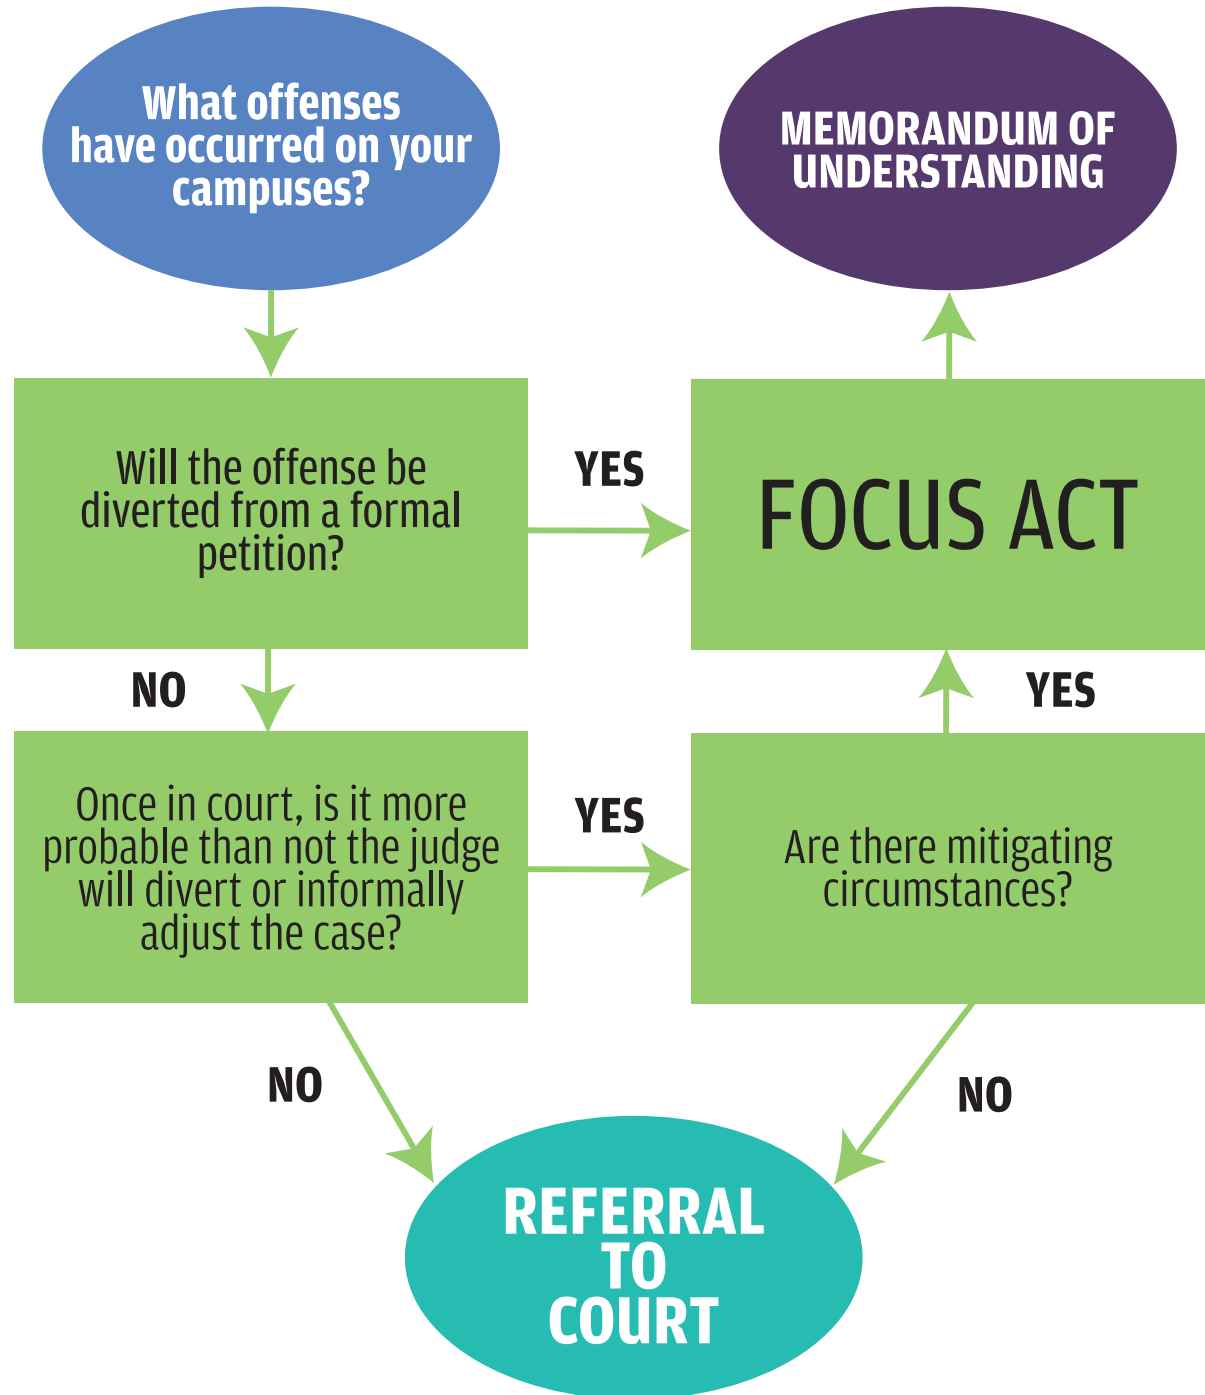 What offenses
have occurred on your
campuses?
MEMORANDUM OF
UNDERSTANDING
Will the offense be
diverted from a formal
petition?
YES
FOCUS ACT
NO
YES
Once in court, is it more
probable than not the judge
will divert or informally
adjust the case?
YES
Are there mitigating
circumstances?
NO
NO
REFERRAL
TO
COURT